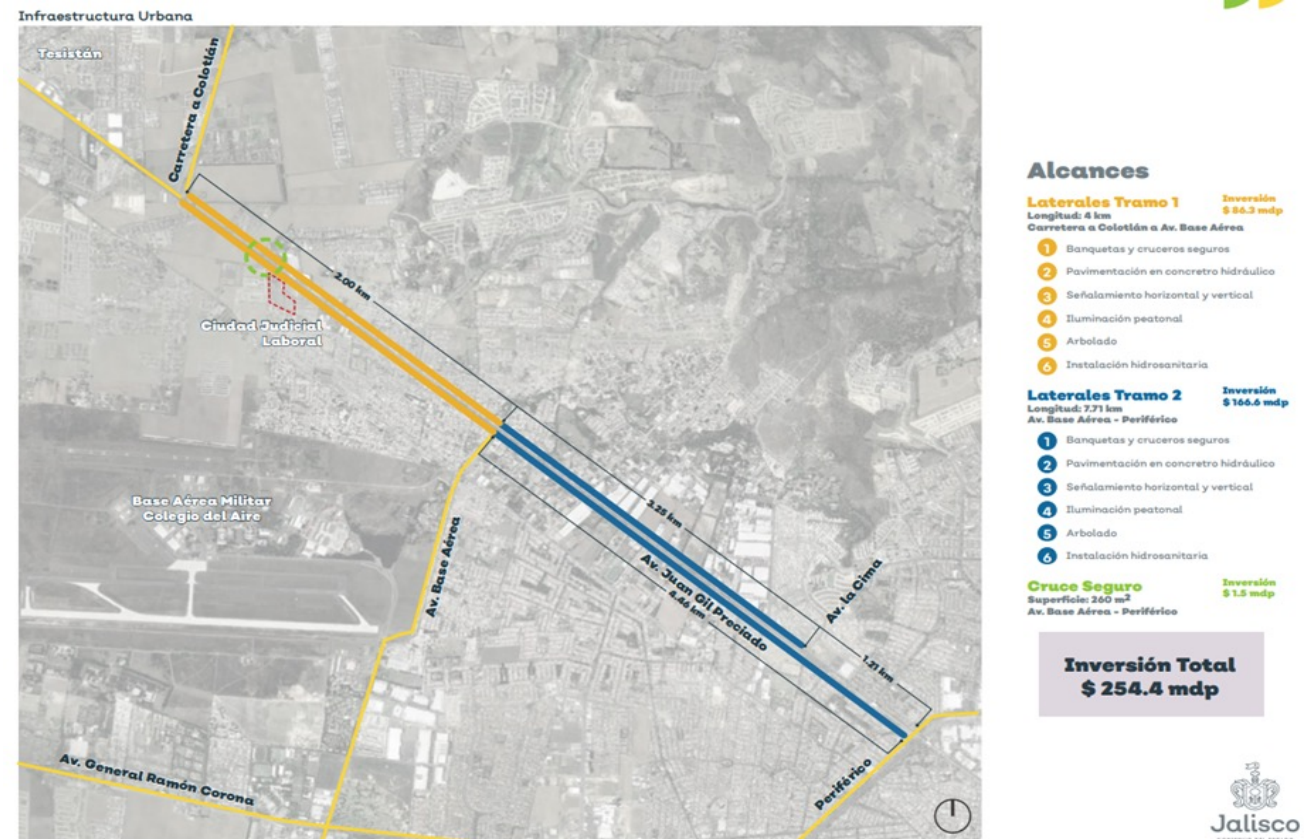 Infraestructura Urbana
Tesistán
Carretera a Colotlán
2.00 km
Ciudad Judicial
Laboral
Base Aérea Militar
Colegio del Aire
Av. Base Aérea
3.25 km
Av. Juan Gil Preciado
4.46 km
Av. la Cima
1.21 km
Av. General Ramón Corona
Periférico
Alcances
Laterales Tramo 1
Inversión
$ 86.3 mdp
Longitud: 4 km
Carretera a Colotlán a Av. Base Aérea
1 Banquetas y cruceros seguros
2 Pavimentación en concretro hidráulico
3 Señalamiento horizontal y vertical
4 Iluminación peatonal
5 Arbolado
6 Instalación hidrosanitaria
Laterales Tramo 2
Inversión
$ 166.6 mdp
Longitud: 7.71 km
Av. Base Aérea - Periférico
1 Banquetas y cruceros seguros
2 Pavimentación en concretro hidráulico
3 Señalamiento horizontal y vertical
4 Iluminación peatonal
5 Arbolado
6 Instalación hidrosanitaria
Cruce Seguro
Inversión
$ 1.5 mdp
Superficie: 260 m²
Av. Base Aérea - Periférico
Inversión Total
$ 254.4 mdp
Jalisco